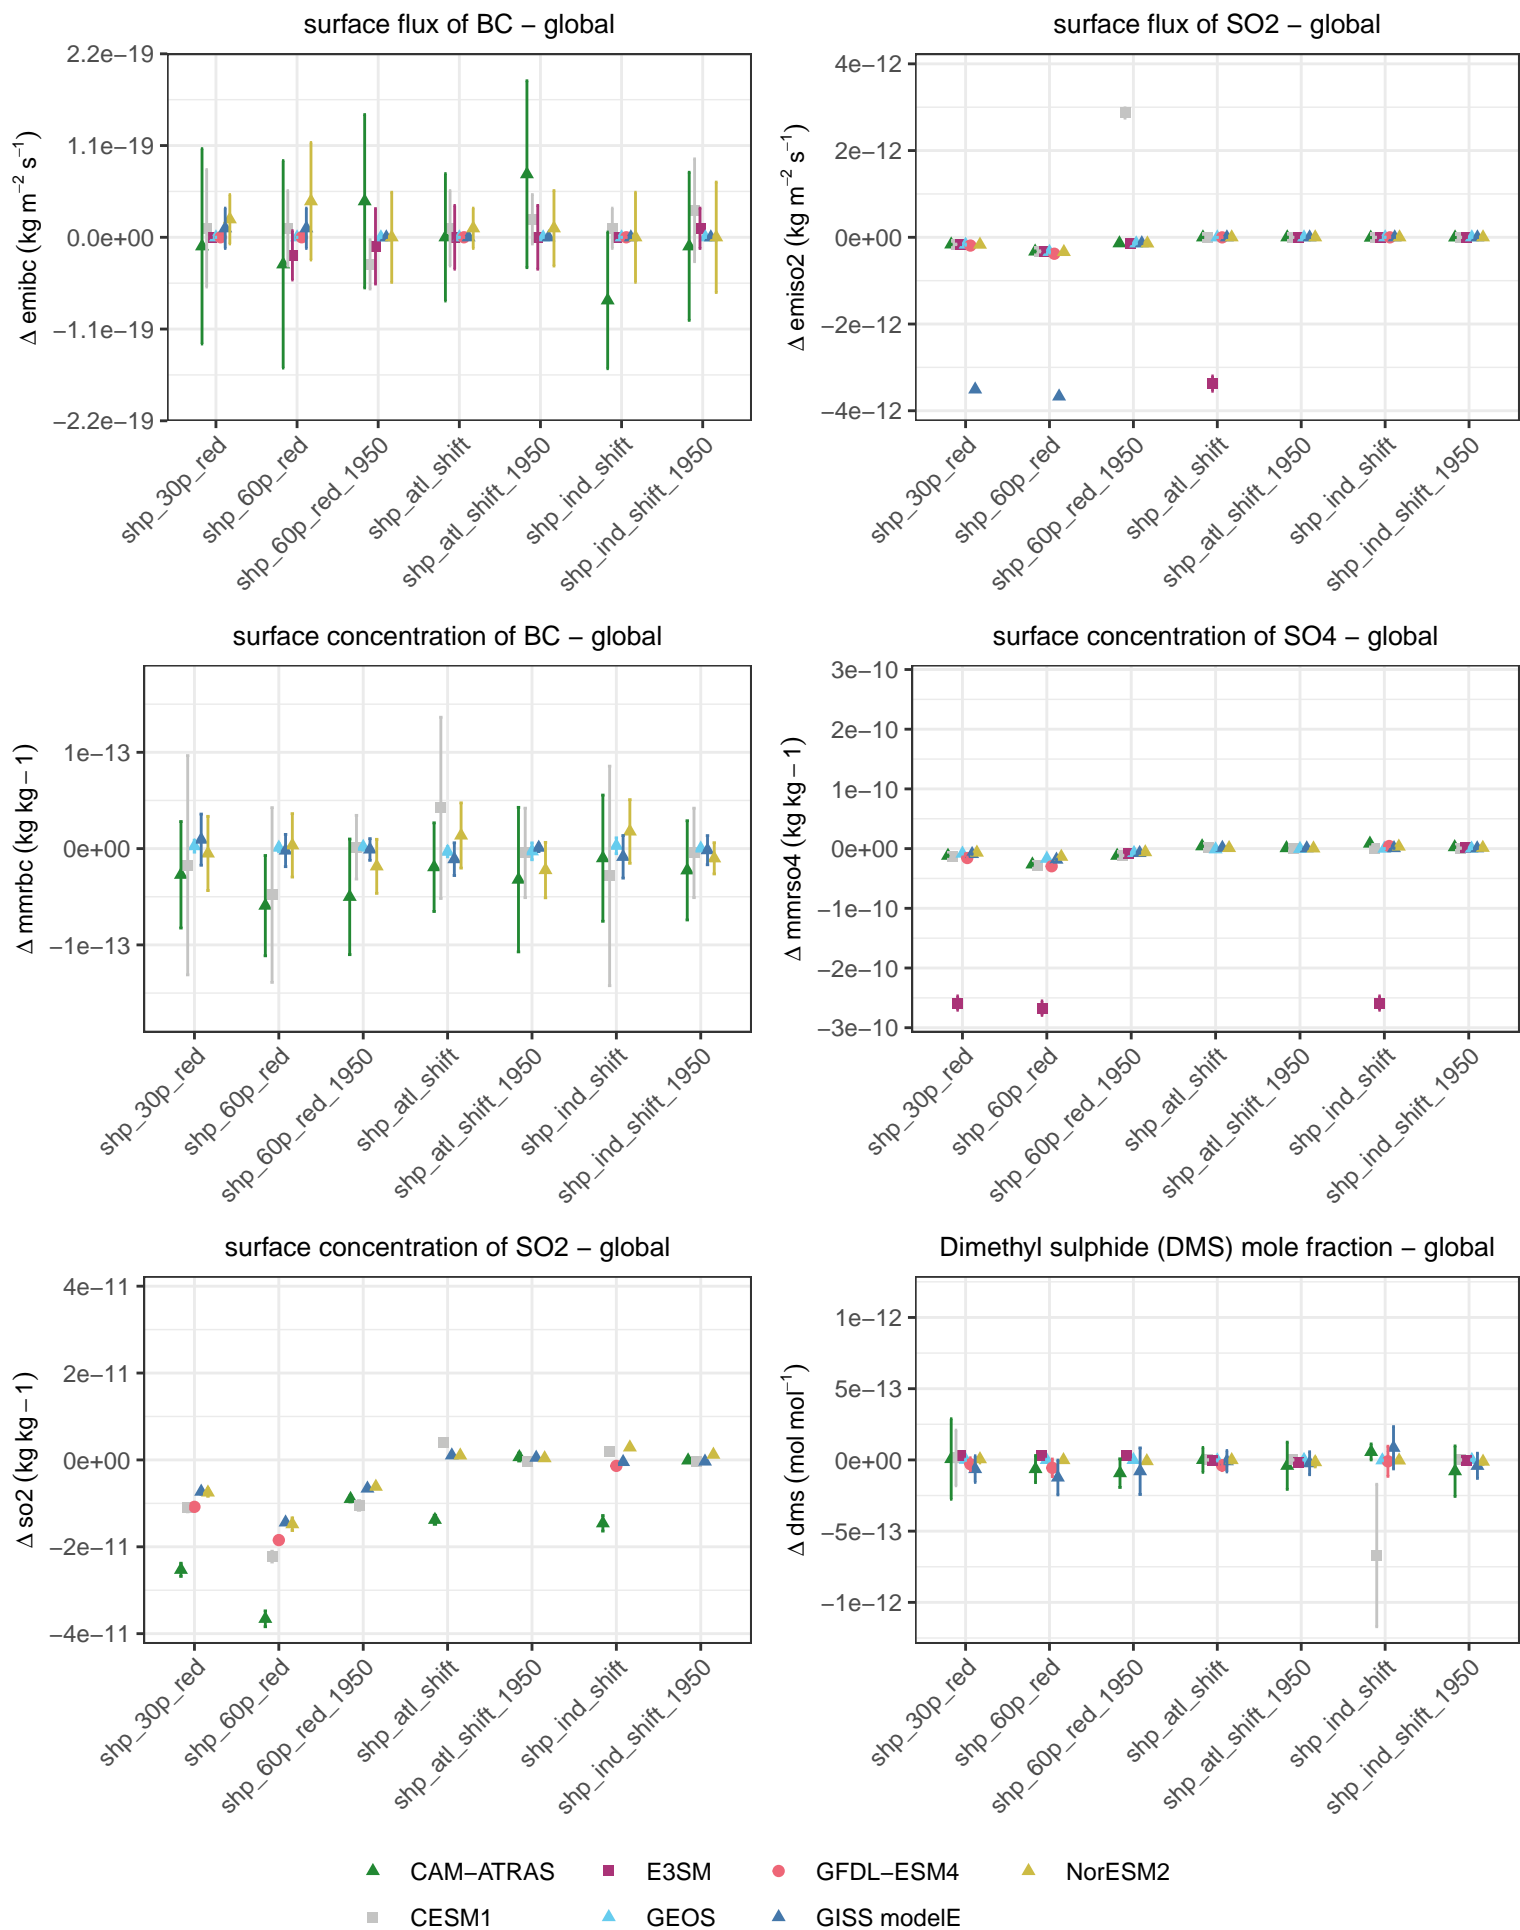 surface flux of BC – global
Δ emibc (kg m⁻² s⁻¹)
2.2e−19
1.1e−19
0.0e+00
−1.1e−19
−2.2e−19
shp_30p_red
shp_60p_red
shp_60p_red_1950
shp_atl_shift
shp_atl_shift_1950
shp_ind_shift
shp_ind_shift_1950
surface flux of SO2 – global
Δ emiso2 (kg m⁻² s⁻¹)
4e−12
2e−12
0e+00
−2e−12
−4e−12
shp_30p_red
shp_60p_red
shp_60p_red_1950
shp_atl_shift
shp_atl_shift_1950
shp_ind_shift
shp_ind_shift_1950
surface concentration of BC – global
Δ mmrbc (kg kg − 1)
1e−13
0e+00
−1e−13
shp_30p_red
shp_60p_red
shp_60p_red_1950
shp_atl_shift
shp_atl_shift_1950
shp_ind_shift
shp_ind_shift_1950
surface concentration of SO4 – global
Δ mmrso4 (kg kg − 1)
3e−10
2e−10
1e−10
0e+00
−1e−10
−2e−10
−3e−10
shp_30p_red
shp_60p_red
shp_60p_red_1950
shp_atl_shift
shp_atl_shift_1950
shp_ind_shift
shp_ind_shift_1950
surface concentration of SO2 – global
Δ so2 (kg kg − 1)
4e−11
2e−11
0e+00
−2e−11
−4e−11
shp_30p_red
shp_60p_red
shp_60p_red_1950
shp_atl_shift
shp_atl_shift_1950
shp_ind_shift
shp_ind_shift_1950
Dimethyl sulphide (DMS) mole fraction – global
Δ dms (mol mol⁻¹)
1e−12
5e−13
0e+00
−5e−13
−1e−12
shp_30p_red
shp_60p_red
shp_60p_red_1950
shp_atl_shift
shp_atl_shift_1950
shp_ind_shift
shp_ind_shift_1950
CAM−ATRAS E3SM GFDL−ESM4 NorESM2
CESM1 GEOS GISS modelE